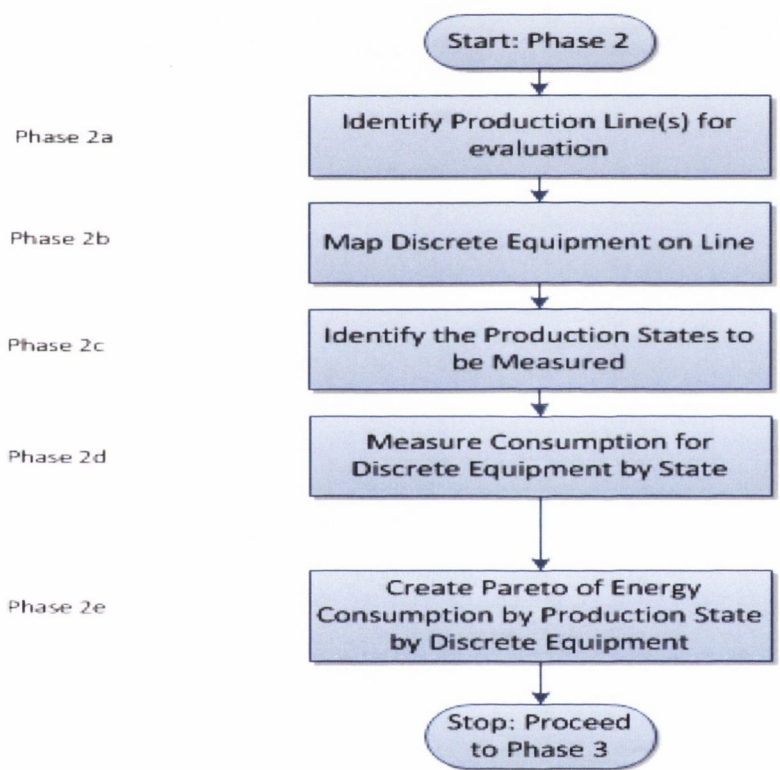 Start: Phase 2
Phase 2a
Identify Production Line(s) for
evaluation
Phase 2b
Map Discrete Equipment on Line
Phase 2c
Identify the Production States to
be Measured
Phase 2d
Measure Consumption for
Discrete Equipment by State
Phase 2e
Create Pareto of Energy
Consumption by Production State
by Discrete Equipment
Stop: Proceed
to Phase 3